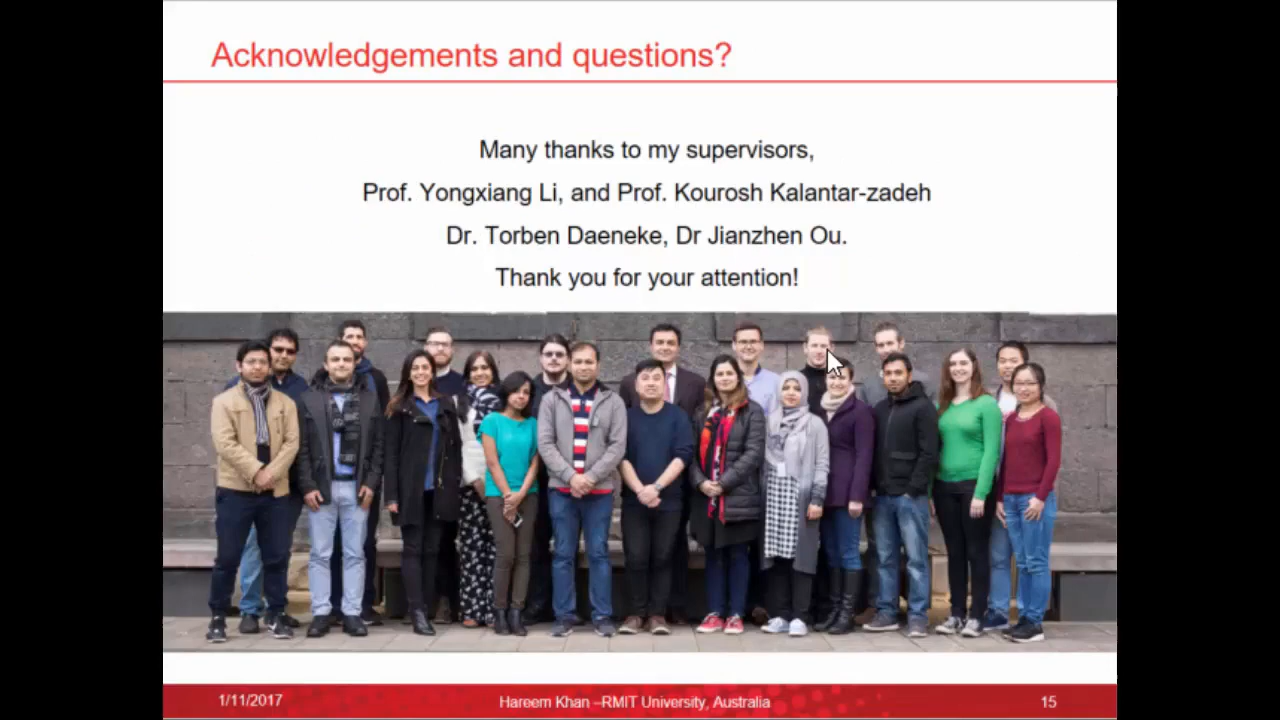 Acknowledgements and questions?
Many thanks to my supervisors,
Prof. Yongxiang Li, and Prof. Kourosh Kalantar-zadeh
Dr. Torben Daeneke, Dr Jianzhen Ou.
Thank you for your attention!
1/11/2017
Hareem Khan –RMIT University, Australia
15